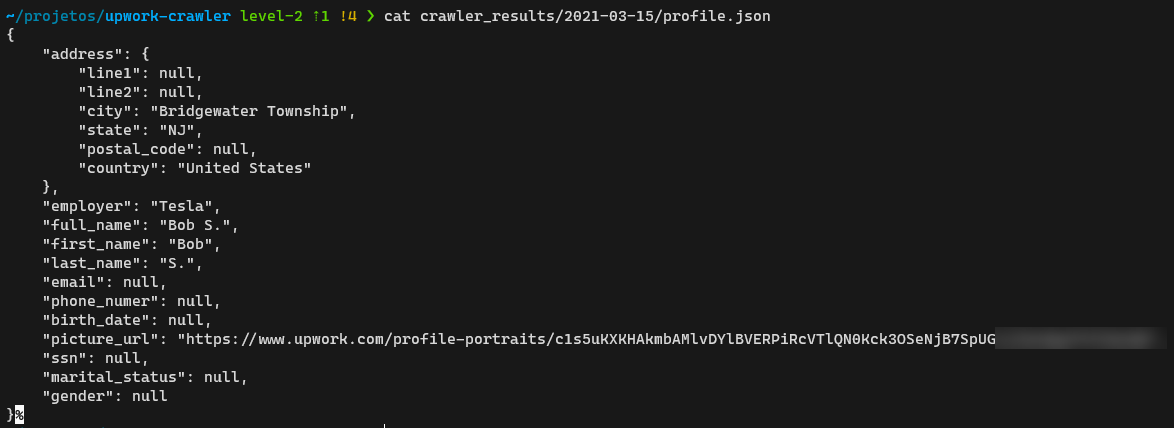 ~/projetos/upwork-crawler level-2 ⇡1 !4 ❯ cat crawler_results/2021-03-15/profile.json
{
    "address": {
        "line1": null,
        "line2": null,
        "city": "Bridgewater Township",
        "state": "NJ",
        "postal_code": null,
        "country": "United States"
    },
    "employer": "Tesla",
    "full_name": "Bob S.",
    "first_name": "Bob",
    "last_name": "S.",
    "email": null,
    "phone_numer": null,
    "birth_date": null,
    "picture_url": "https://www.upwork.com/profile-portraits/c1s5uKXKHAkmbAMlvDYlBVERPiRcVTlQN0Kck3OSeNjB7SpUG
    "ssn": null,
    "marital_status": null,
    "gender": null
}%